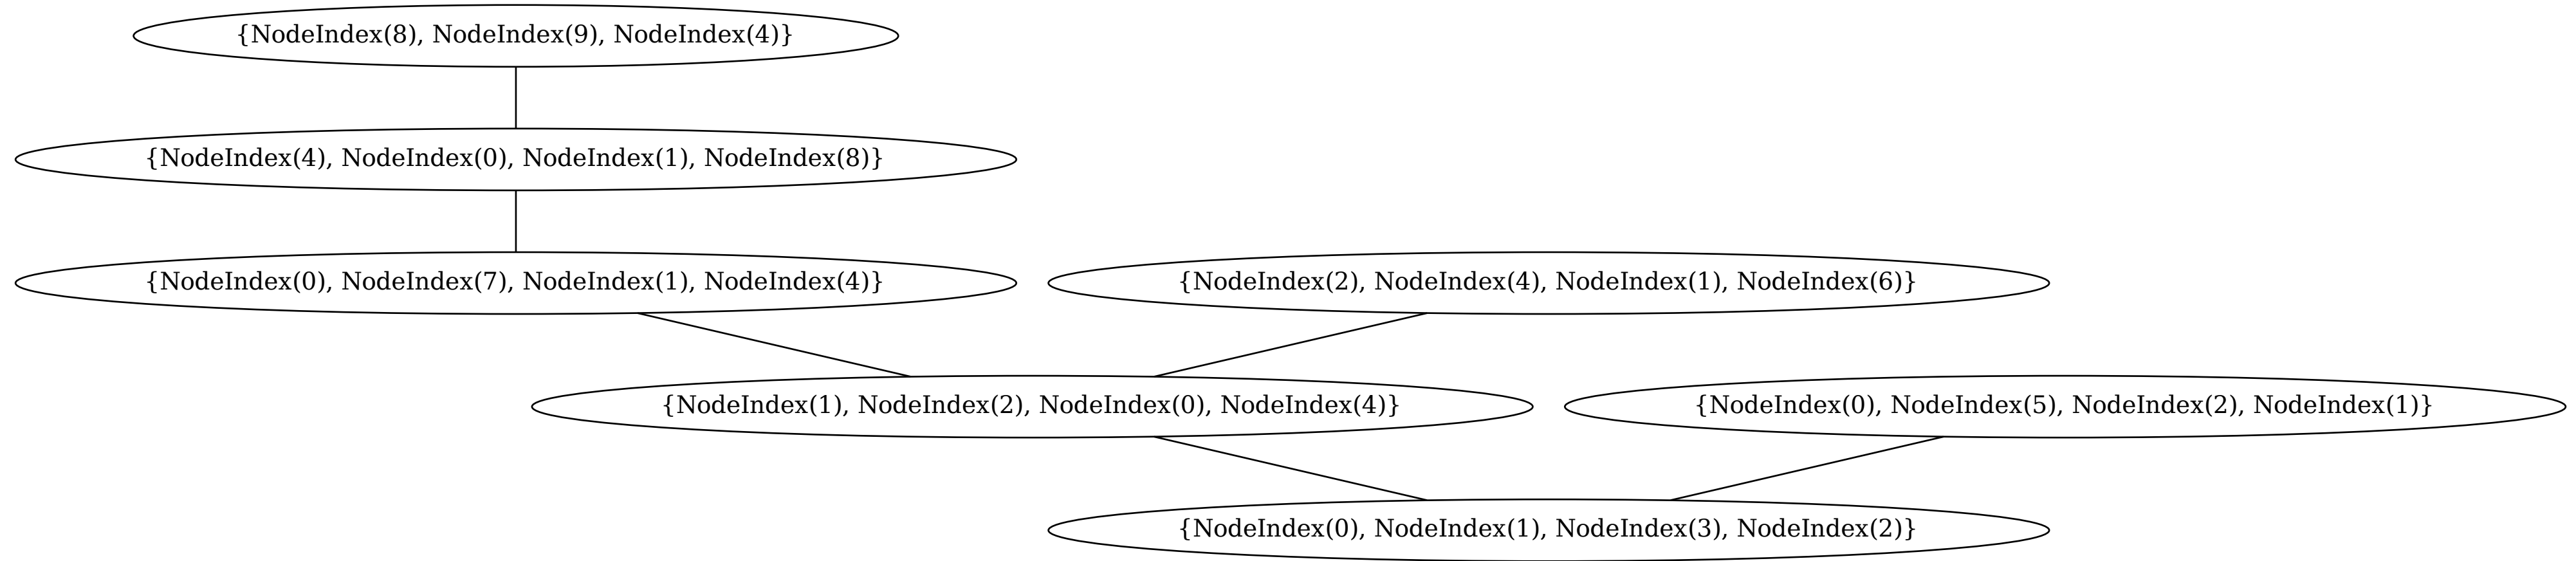 {NodeIndex(8), NodeIndex(9), NodeIndex(4)}
{NodeIndex(4), NodeIndex(0), NodeIndex(1), NodeIndex(8)}
{NodeIndex(0), NodeIndex(7), NodeIndex(1), NodeIndex(4)}
{NodeIndex(2), NodeIndex(4), NodeIndex(1), NodeIndex(6)}
{NodeIndex(1), NodeIndex(2), NodeIndex(0), NodeIndex(4)}
{NodeIndex(0), NodeIndex(5), NodeIndex(2), NodeIndex(1)}
{NodeIndex(0), NodeIndex(1), NodeIndex(3), NodeIndex(2)}